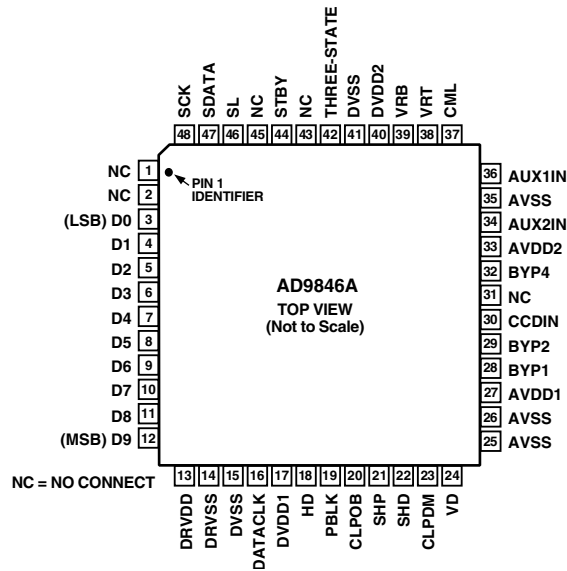 SCK
SDATA
SL
NC
STBY
NC
THREE-STATE
DVSS
DVDD2
VRB
VRT
CML
48 47 46 45 44 43 42 41 40 39 38 37
NC 1
NC 2
(LSB) D0 3
D1 4
D2 5
D3 6
D4 7
D5 8
D6 9
D7 10
D8 11
(MSB) D9 12
PIN 1
IDENTIFIER
AD9846A
TOP VIEW
(Not to Scale)
36 AUX1IN
35 AVSS
34 AUX2IN
33 AVDD2
32 BYP4
31 NC
30 CCDIN
29 BYP2
28 BYP1
27 AVDD1
26 AVSS
25 AVSS
NC = NO CONNECT
13 14 15 16 17 18 19 20 21 22 23 24
DRVDD
DRVSS
DVSS
DATACLK
DVDD1
HD
PBLK
CLPOB
SHP
SHD
CLPDM
VD